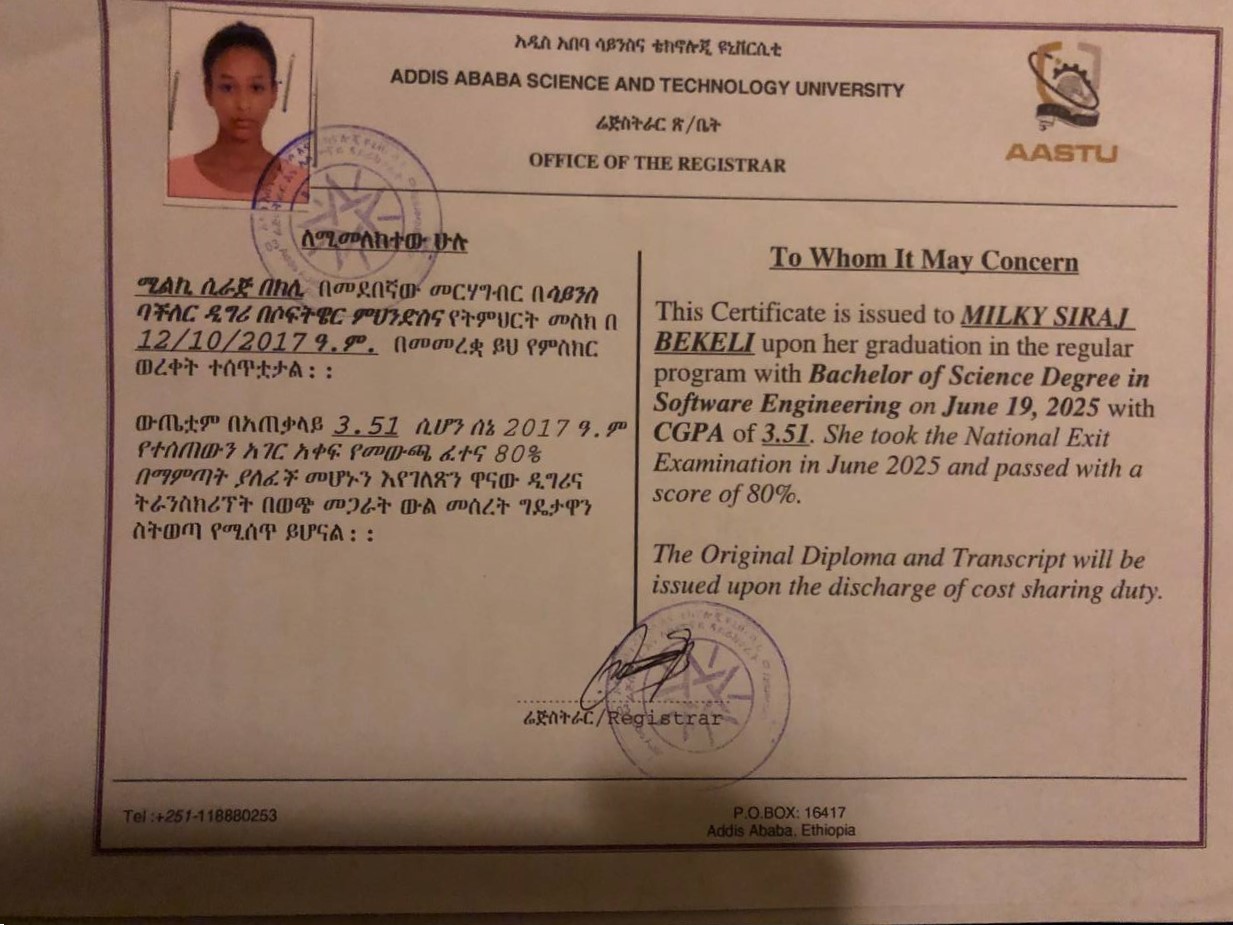 አዲስ አበባ ሳይንስና ቴክኖሎጂ ዩኒቨርሲቲ
ADDIS ABABA SCIENCE AND TECHNOLOGY UNIVERSITY
ሬጅስትራር ጽ/ቤት
OFFICE OF THE REGISTRAR
AASTU
ለሚመለከተው ሁሉ
ሚልኪ ሲራጅ በከሊ በመደበኛው መርሃግብር በሳይንስ
ባችለር ዲግሪ በሶፍትዌር ምህንድስና የትምህርት መስክ በ
12/10/2017 ዓ.ም. በመመረቋ ይህ የምስክር
ወረቀት ተሰጥቷታል፡፡
ውጤቷም በአጠቃላይ 3.51 ሲሆን ሰኔ 2017 ዓ.ም
የተሰጠውን አገር አቀፍ የመውጫ ፈተና 80%
በማምጣት ያለፈች መሆኑን እየገለጽን ዋናው ዲግሪና
ትራንስክሪፕት በወጭ መጋራት ውል መሰረት ግዴታዋን
ስትወጣ የሚሰጥ ይሆናል፡፡
To Whom It May Concern
This Certificate is issued to MILKY SIRAJ
BEKELI upon her graduation in the regular
program with Bachelor of Science Degree in
Software Engineering on June 19, 2025 with
CGPA of 3.51. She took the National Exit
Examination in June 2025 and passed with a
score of 80%.
The Original Diploma and Transcript will be
issued upon the discharge of cost sharing duty.
ሬጅስትራር/Registrar
Tel :+251-118880253
P.O.BOX: 16417
Addis Ababa, Ethiopia